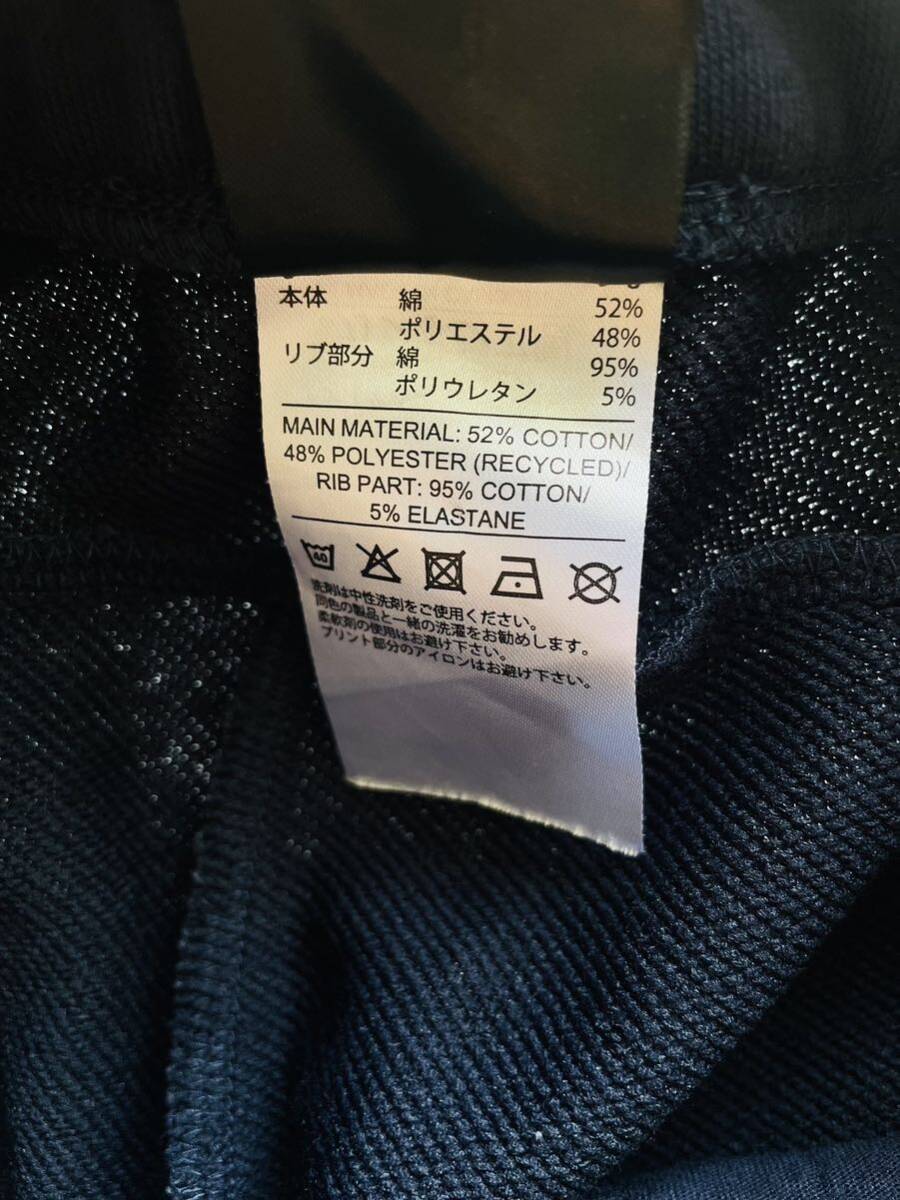 本体 綿 52%
ポリエステル 48%
リブ部分 綿 95%
ポリウレタン 5%
MAIN MATERIAL: 52% COTTON/
48% POLYESTER (RECYCLED)/
RIB PART: 95% COTTON/
5% ELASTANE
40
洗剤は中性洗剤をご使用ください。
同色の製品と一緒の洗濯をお勧めします。
柔軟剤の使用はお避け下さい。
プリント部分のアイロンはお避け下さい。